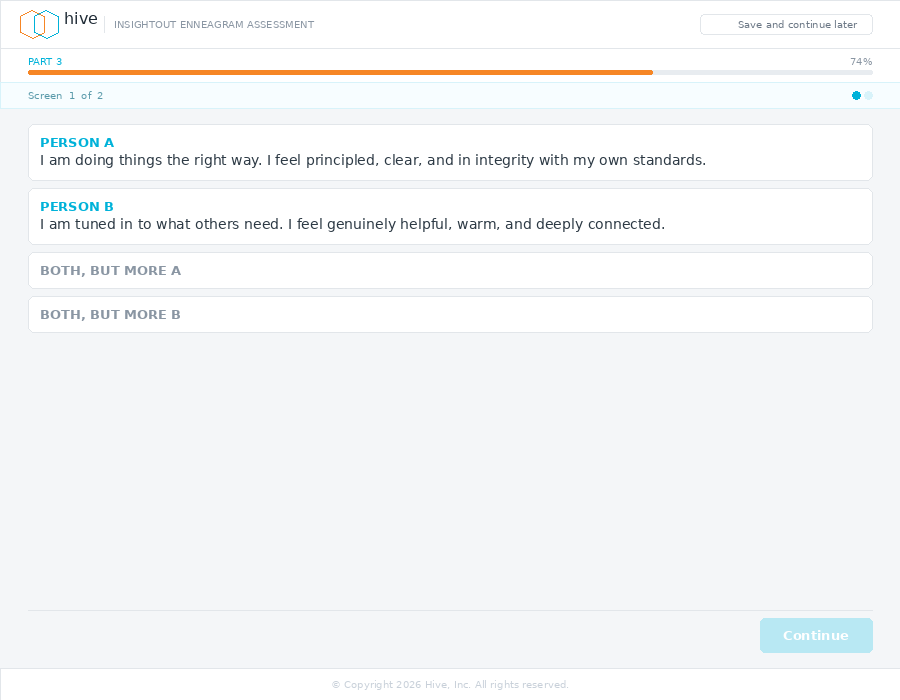 hive
INSIGHTOUT ENNEAGRAM ASSESSMENT
Save and continue later
PART 3
74%
Screen 1 of 2
PERSON A
I am doing things the right way. I feel principled, clear, and in integrity with my own standards.
PERSON B
I am tuned in to what others need. I feel genuinely helpful, warm, and deeply connected.
BOTH, BUT MORE A
BOTH, BUT MORE B
Continue
© Copyright 2026 Hive, Inc. All rights reserved.